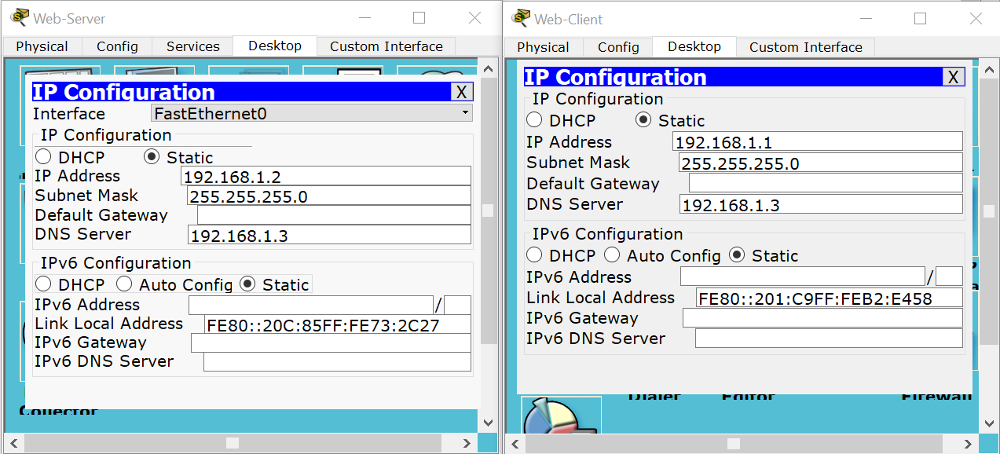 Web-Server
Physical Config Services Desktop Custom Interface
IP Configuration X
Interface FastEthernet0
IP Configuration
DHCP Static
IP Address 192.168.1.2
Subnet Mask 255.255.255.0
Default Gateway
DNS Server 192.168.1.3
IPv6 Configuration
DHCP Auto Config Static
IPv6 Address /
Link Local Address FE80::20C:85FF:FE73:2C27
IPv6 Gateway
IPv6 DNS Server
Collector
Web-Client
Physical Config Desktop Custom Interface
IP Configuration X
IP Configuration
DHCP Static
IP Address 192.168.1.1
Subnet Mask 255.255.255.0
Default Gateway
DNS Server 192.168.1.3
IPv6 Configuration
DHCP Auto Config Static
IPv6 Address /
Link Local Address FE80::201:C9FF:FEB2:E458
IPv6 Gateway
IPv6 DNS Server
Dialer Editor Firewall